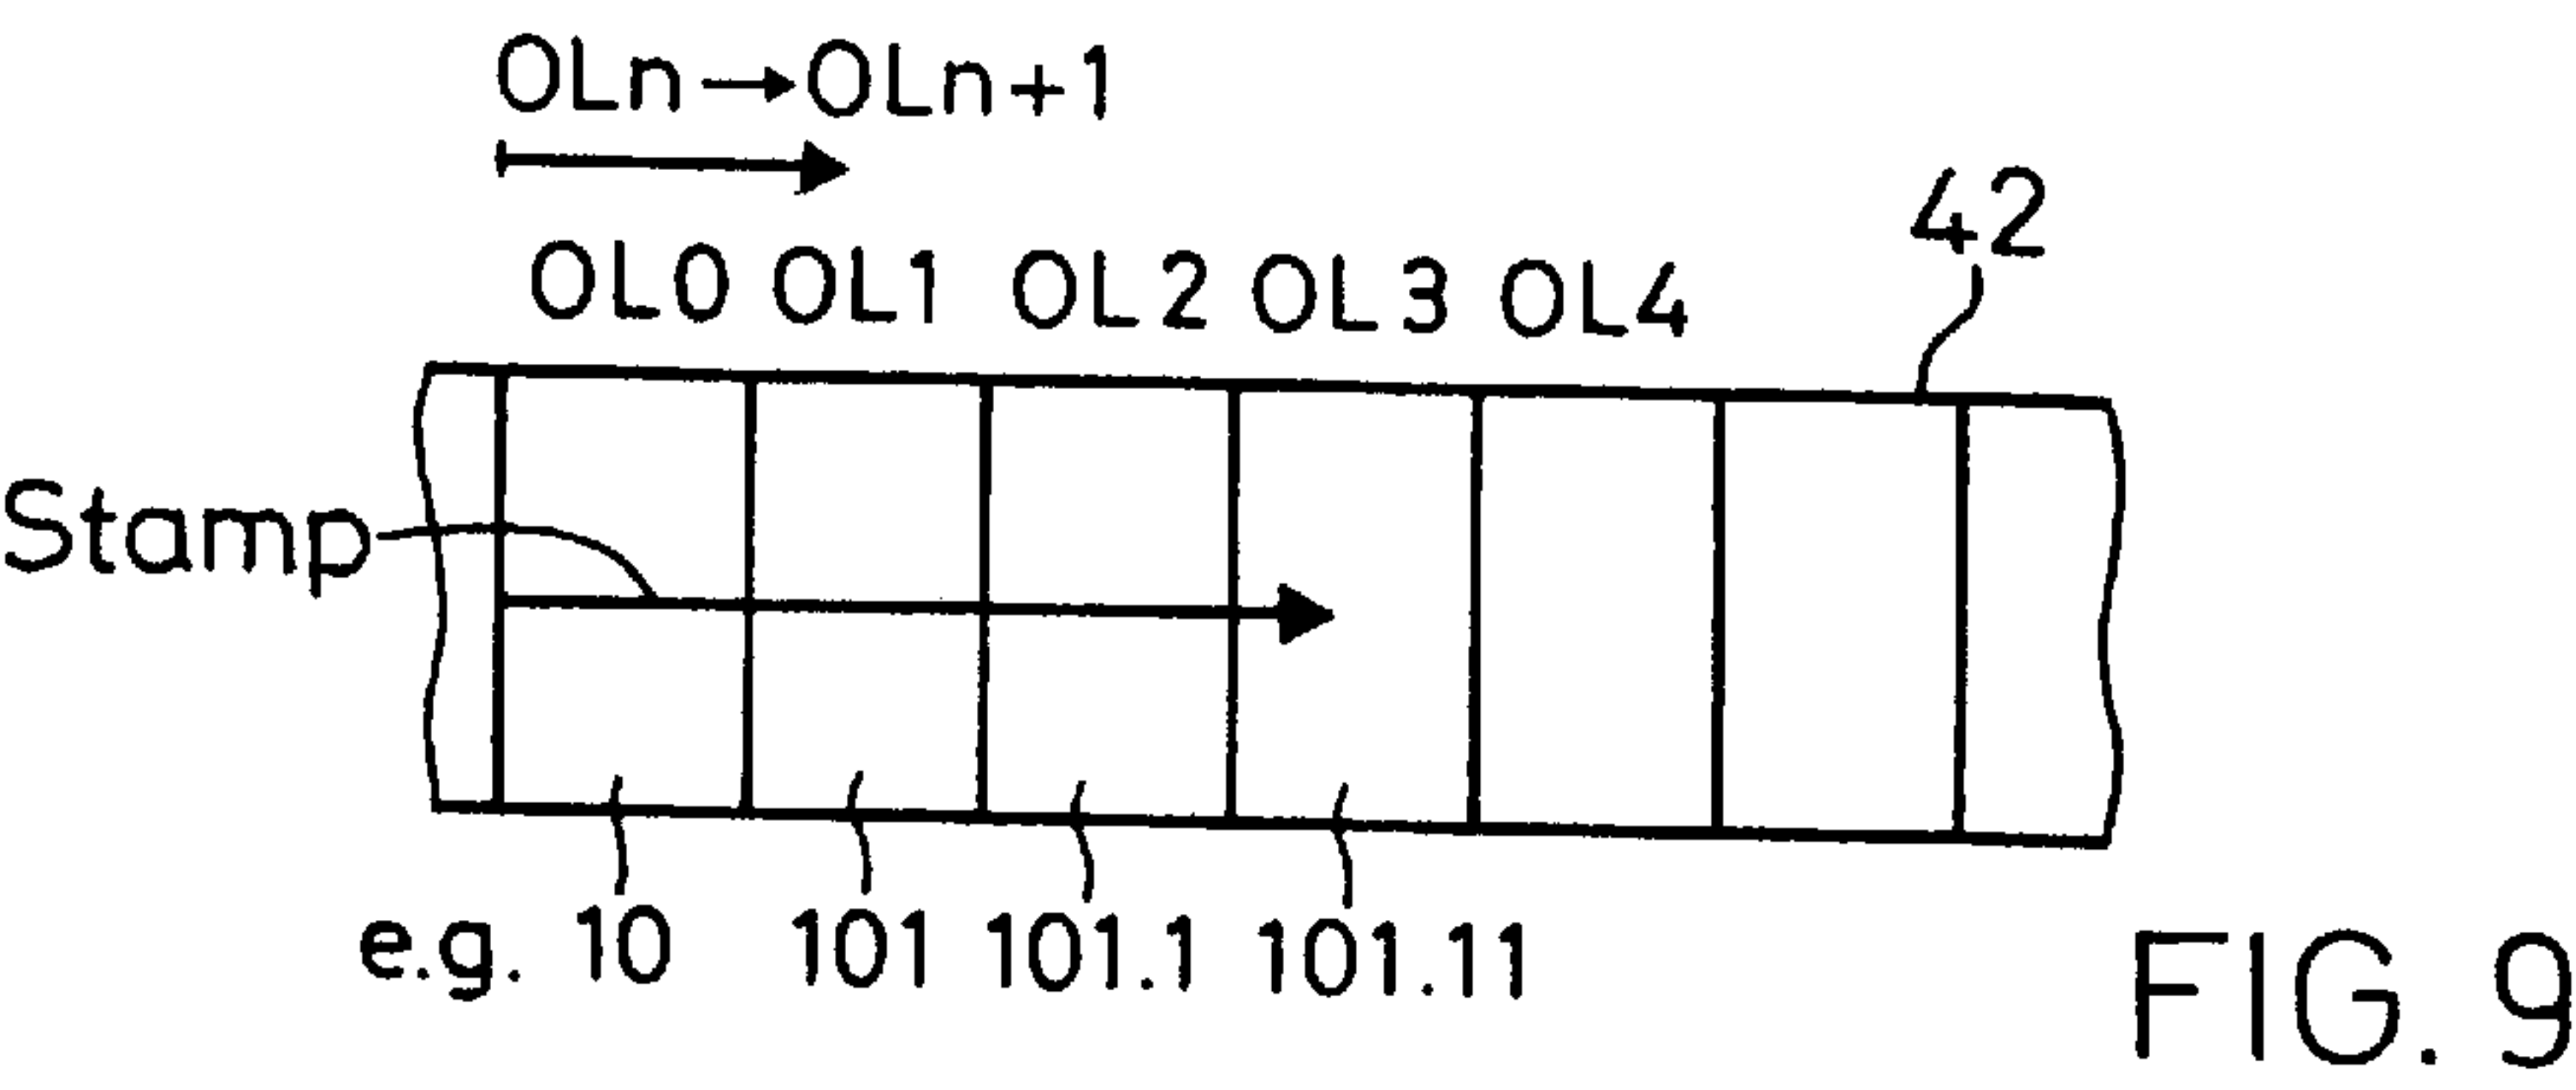 OLn→OLn+1
42
OL0 OL1 OL2 OL3 OL4
Stamp
e.g. 10 101 101.1 101.11
FIG. 9